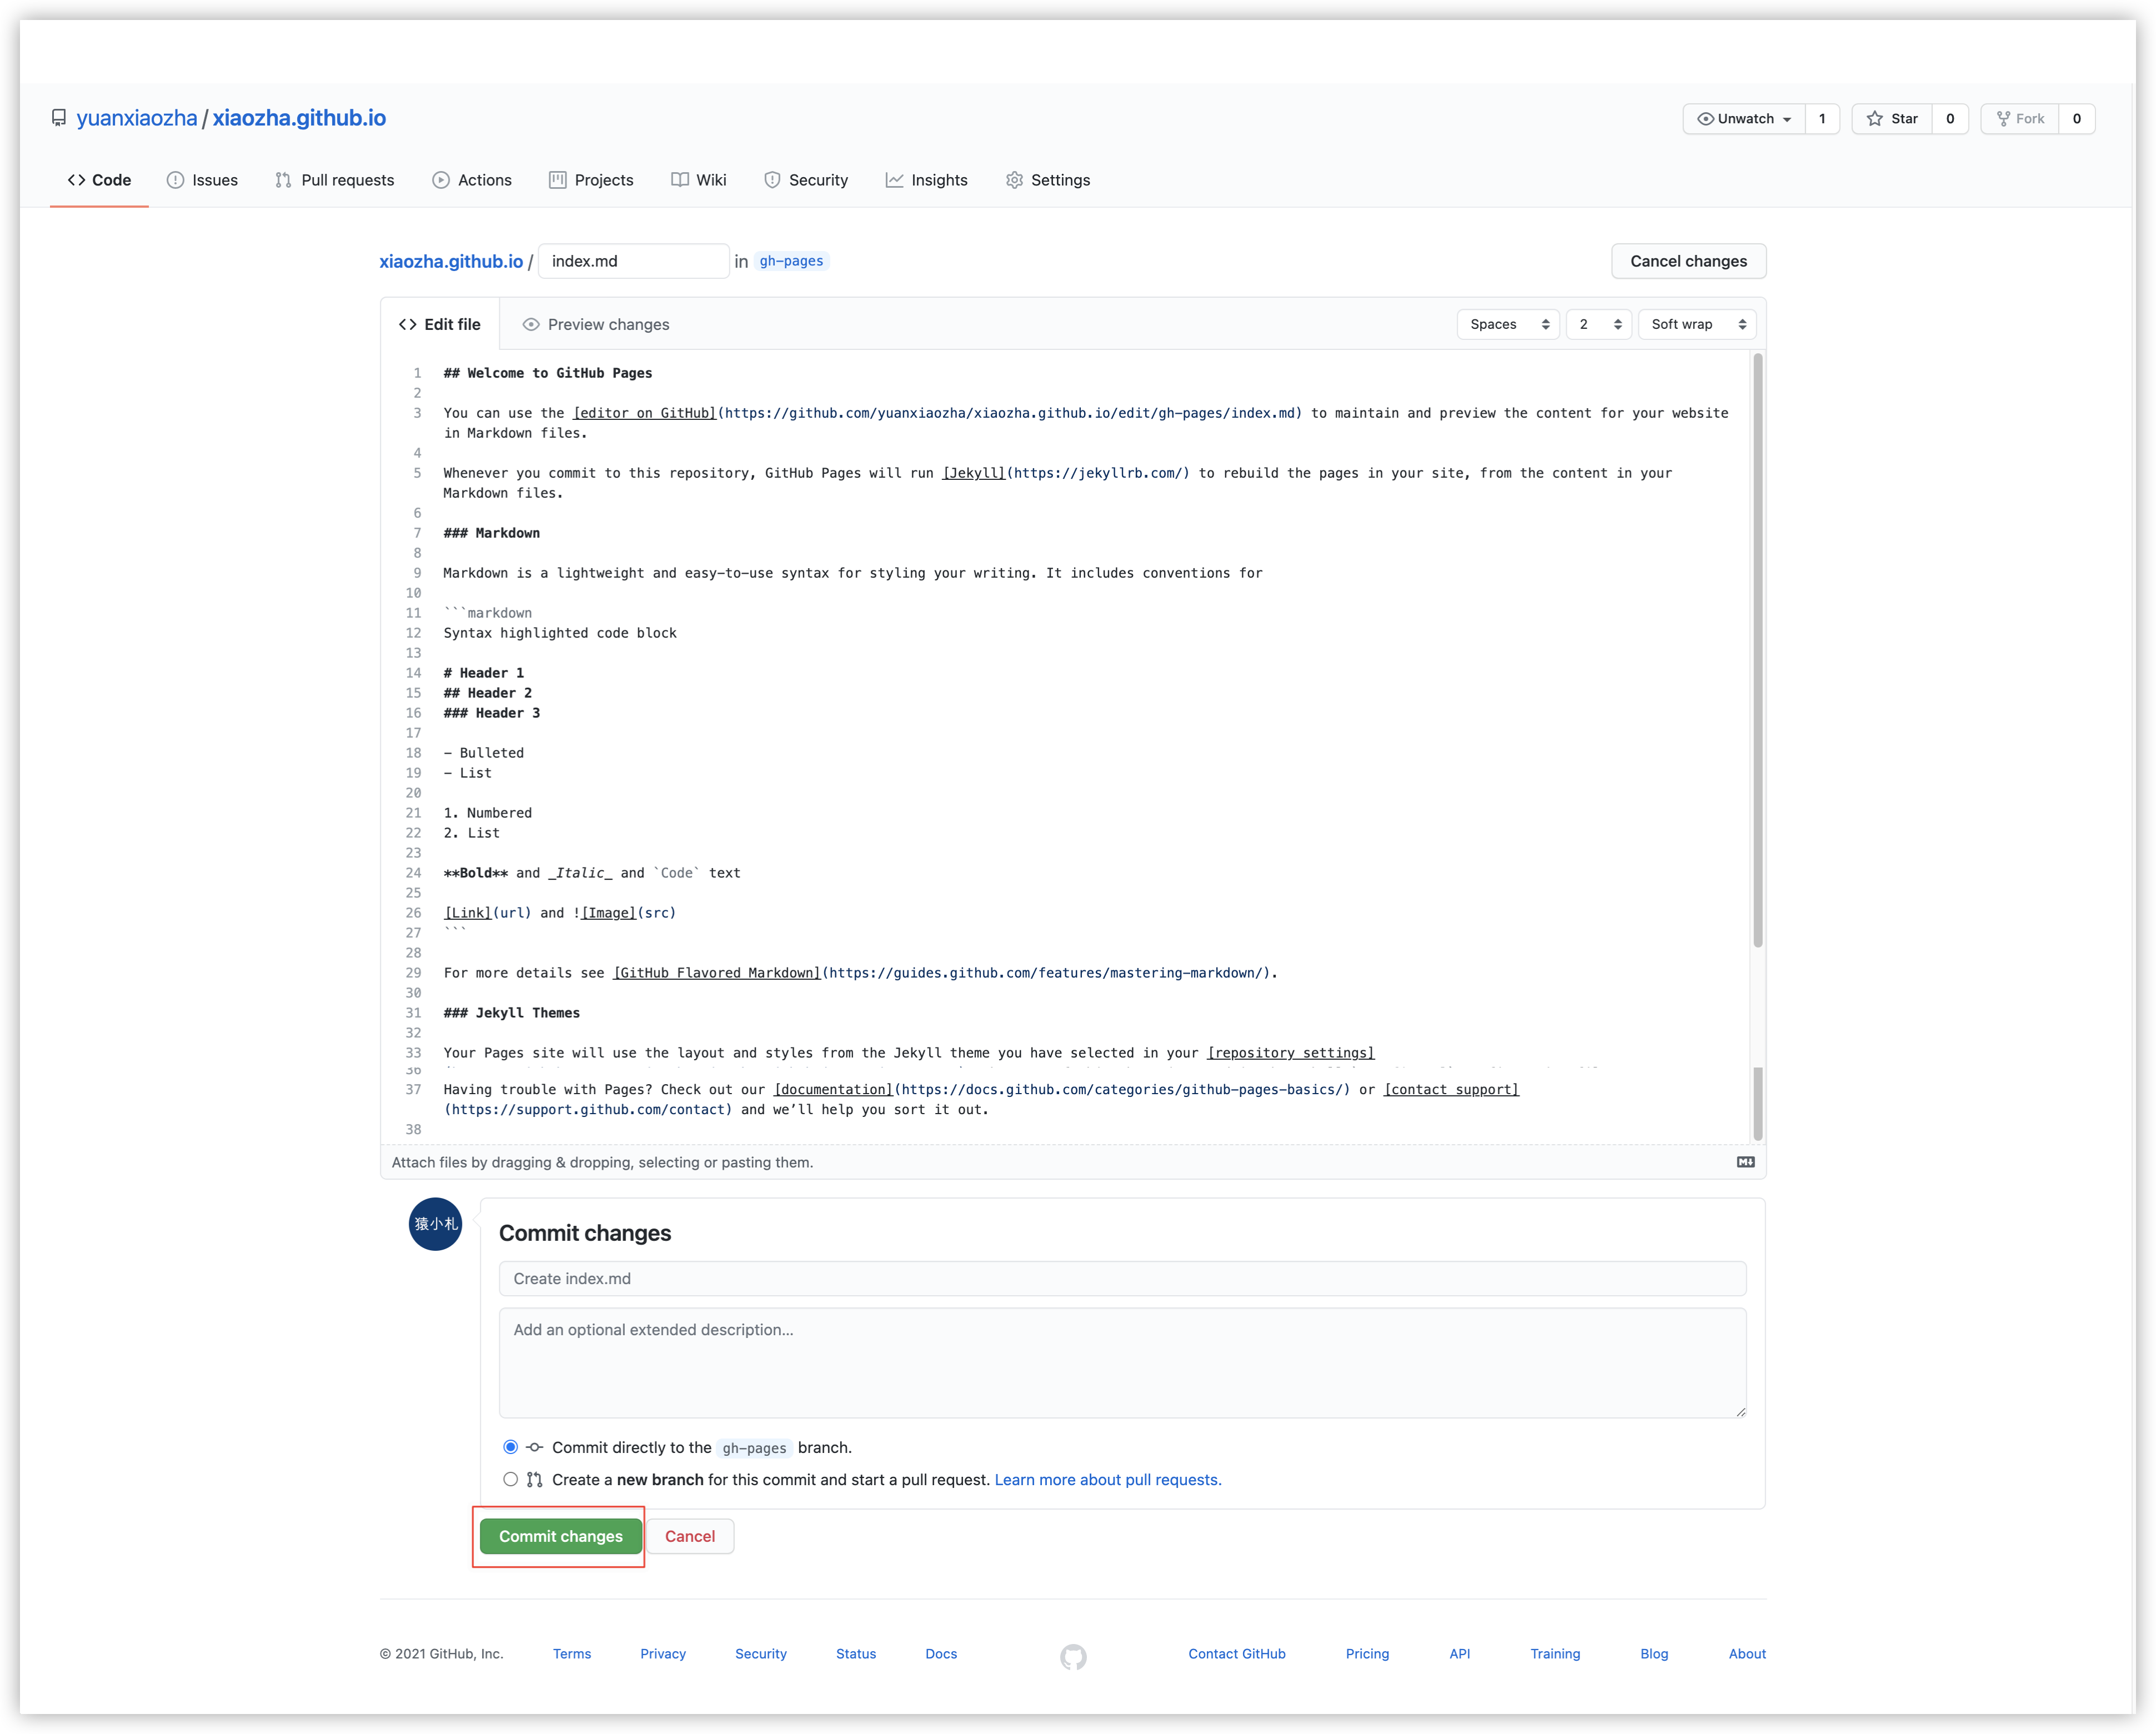 yuanxiaozha / xiaozha.github.io
Unwatch 1 Star 0 Fork 0
<> Code Issues Pull requests Actions Projects Wiki Security Insights Settings
xiaozha.github.io / index.md in gh-pages Cancel changes
<> Edit file Preview changes Spaces 2 Soft wrap
1 ## Welcome to GitHub Pages
2
3 You can use the [editor on GitHub](https://github.com/yuanxiaozha/xiaozha.github.io/edit/gh-pages/index.md) to maintain and preview the content for your website
in Markdown files.
4
5 Whenever you commit to this repository, GitHub Pages will run [Jekyll](https://jekyllrb.com/) to rebuild the pages in your site, from the content in your
Markdown files.
6
7 ### Markdown
8
9 Markdown is a lightweight and easy-to-use syntax for styling your writing. It includes conventions for
10
11 ```markdown
12 Syntax highlighted code block
13
14 # Header 1
15 ## Header 2
16 ### Header 3
17
18 - Bulleted
19 - List
20
21 1. Numbered
22 2. List
23
24 **Bold** and _Italic_ and `Code` text
25
26 [Link](url) and ![Image](src)
27 ```
28
29 For more details see [GitHub Flavored Markdown](https://guides.github.com/features/mastering-markdown/).
30
31 ### Jekyll Themes
32
33 Your Pages site will use the layout and styles from the Jekyll theme you have selected in your [repository settings]
36
37 Having trouble with Pages? Check out our [documentation](https://docs.github.com/categories/github-pages-basics/) or [contact support]
(https://support.github.com/contact) and we’ll help you sort it out.
38
Attach files by dragging & dropping, selecting or pasting them.
猿小札
Commit changes
Create index.md
Add an optional extended description...
Commit directly to the gh-pages branch.
Create a new branch for this commit and start a pull request. Learn more about pull requests.
Commit changes Cancel
© 2021 GitHub, Inc. Terms Privacy Security Status Docs Contact GitHub Pricing API Training Blog About